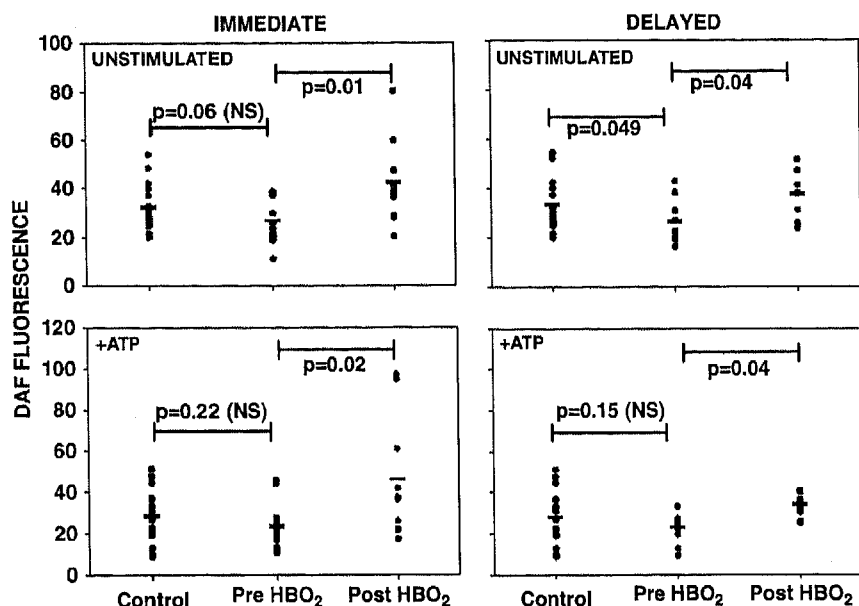 IMMEDIATE
DELAYED
DAF FLUORESCENCE
100
80
60
40
20
0
UNSTIMULATED
p=0.06 (NS)
p=0.01
UNSTIMULATED
p=0.049
p=0.04
120
100
80
60
40
20
0
+ATP
p=0.22 (NS)
p=0.02
+ATP
p=0.15 (NS)
p=0.04
Control Pre HBO₂ Post HBO₂
Control Pre HBO₂ Post HBO₂